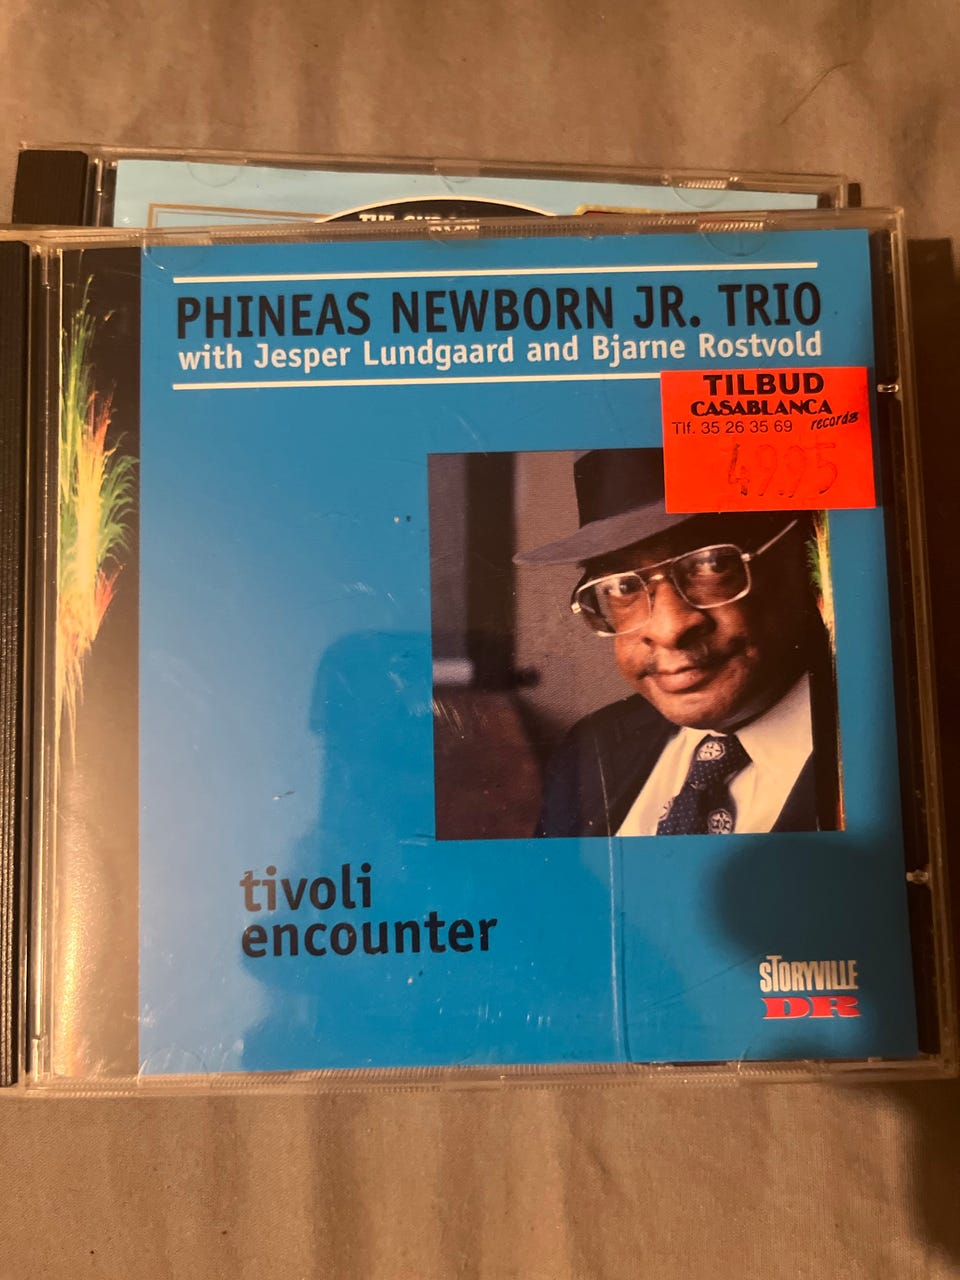 PHINEAS NEWBORN JR. TRIO
with Jesper Lundgaard and Bjarne Rostvold
TILBUD
CASABLANCA
Tlf. 35 26 35 69 records
49.95
tivoli
encounter
STORYVILLE
DR